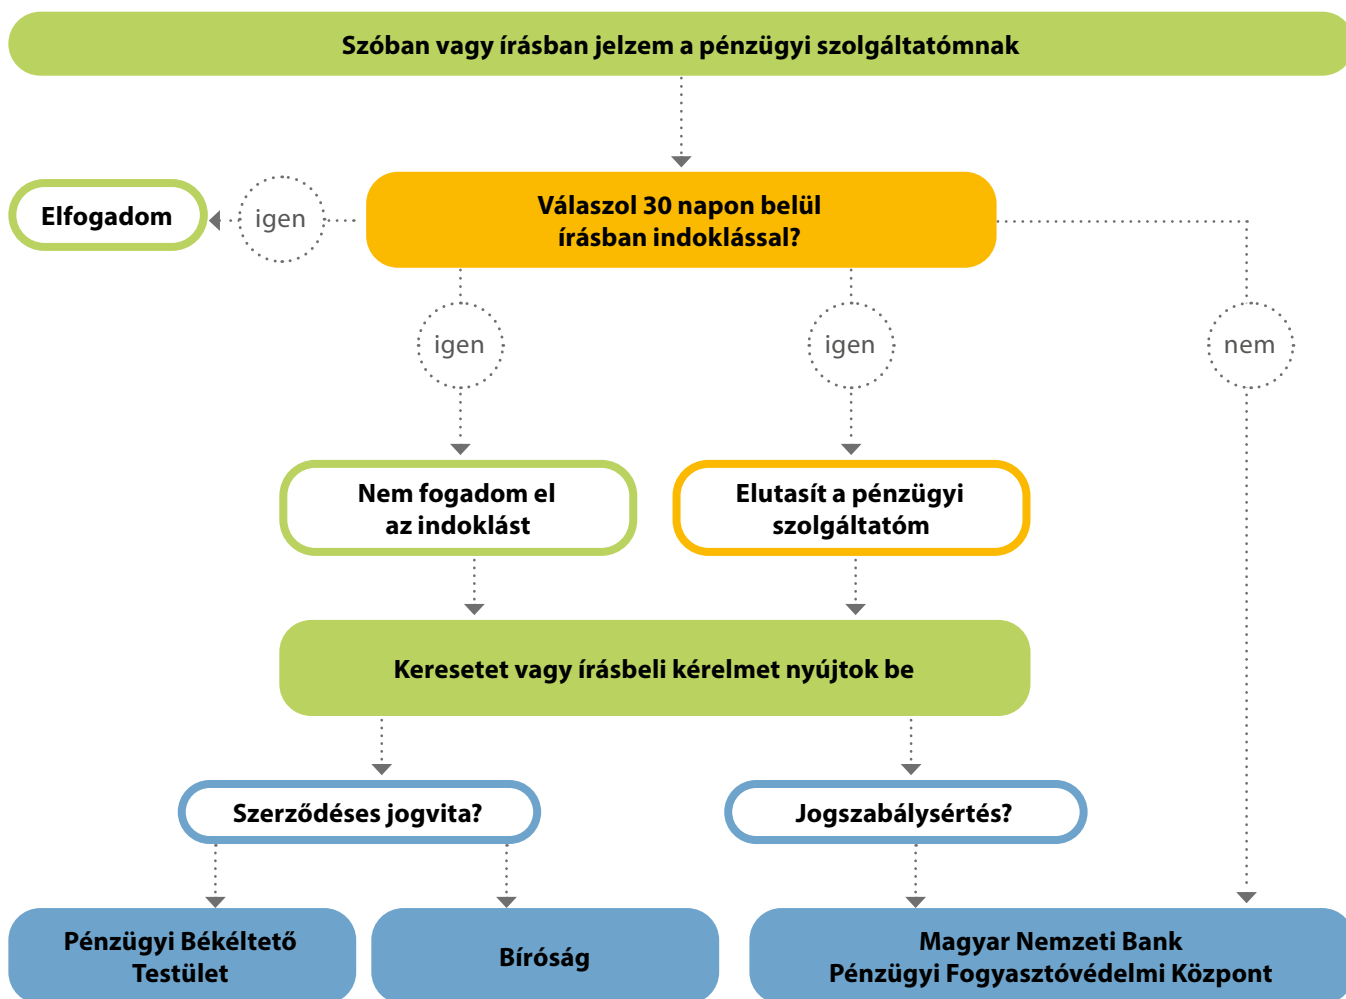 Szóban vagy írásban jelzem a pénzügyi szolgáltatómnak
Elfogadom
igen
Válaszol 30 napon belül
írásban indoklással?
igen
igen
nem
Nem fogadom el
az indoklást
Elutasít a pénzügyi
szolgáltatóm
Keresetet vagy írásbeli kérelmet nyújtok be
Szerződéses jogvita?
Jogszabálysértés?
Pénzügyi Békéltető
Testület
Bíróság
Magyar Nemzeti Bank
Pénzügyi Fogyasztóvédelmi Központ